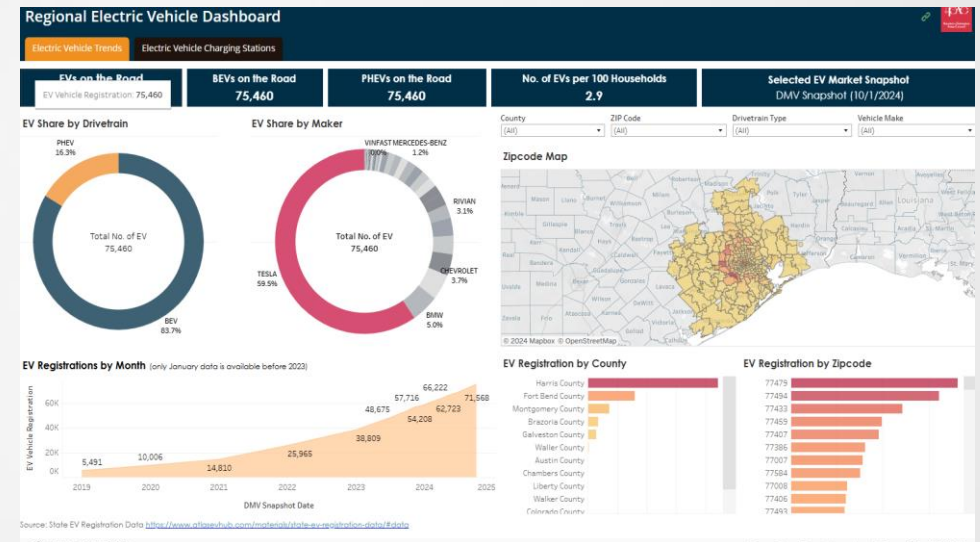 Regional Electric Vehicle Dashboard
Electric Vehicle Trends
Electric Vehicle Charging Stations
EVs on the Road
EV Vehicle Registration: 75,460
BEVs on the Road
75,460
PHEVs on the Road
75,460
No. of EVs per 100 Households
2.9
Selected EV Market Snapshot
DMV Snapshot (10/1/2024)
EV Share by Drivetrain
PHEV
16.3%
Total No. of EV
75,460
BEV
83.7%
EV Share by Maker
VINFAST
0.0%
MERCEDES-BENZ
1.2%
RIVIAN
3.1%
Total No. of EV
75,460
CHEVROLET
3.7%
TESLA
59.5%
BMW
5.0%
County
(All)
ZIP Code
(All)
Drivetrain Type
(All)
Vehicle Make
(All)
Zipcode Map
© 2024 Mapbox © OpenStreetMap
EV Registrations by Month (only January data is available before 2023)
EV Vehicle Registration
60K
40K
20K
0K
5,491
10,006
14,810
25,965
38,809
48,675
54,208
57,716
62,723
66,222
71,568
2019
2020
2021
2022
2023
2024
2025
DMV Snapshot Date
EV Registration by County
Harris County
Fort Bend County
Montgomery County
Brazoria County
Galveston County
Waller County
Austin County
Chambers County
Liberty County
Walker County
Colorado County
EV Registration by Zipcode
77479
77494
77433
77459
77407
77386
77007
77584
77008
77406
77493
Source: State EV Registration Data https://www.atlasevhub.com/materials/state-ev-registration-data/#data